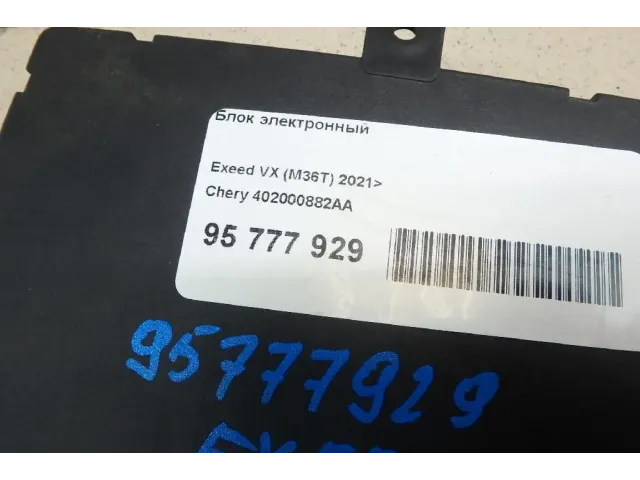 Блок электронный
Exeed VX (M36T) 2021>
Chery 402000882AA
95 777 929
95777929